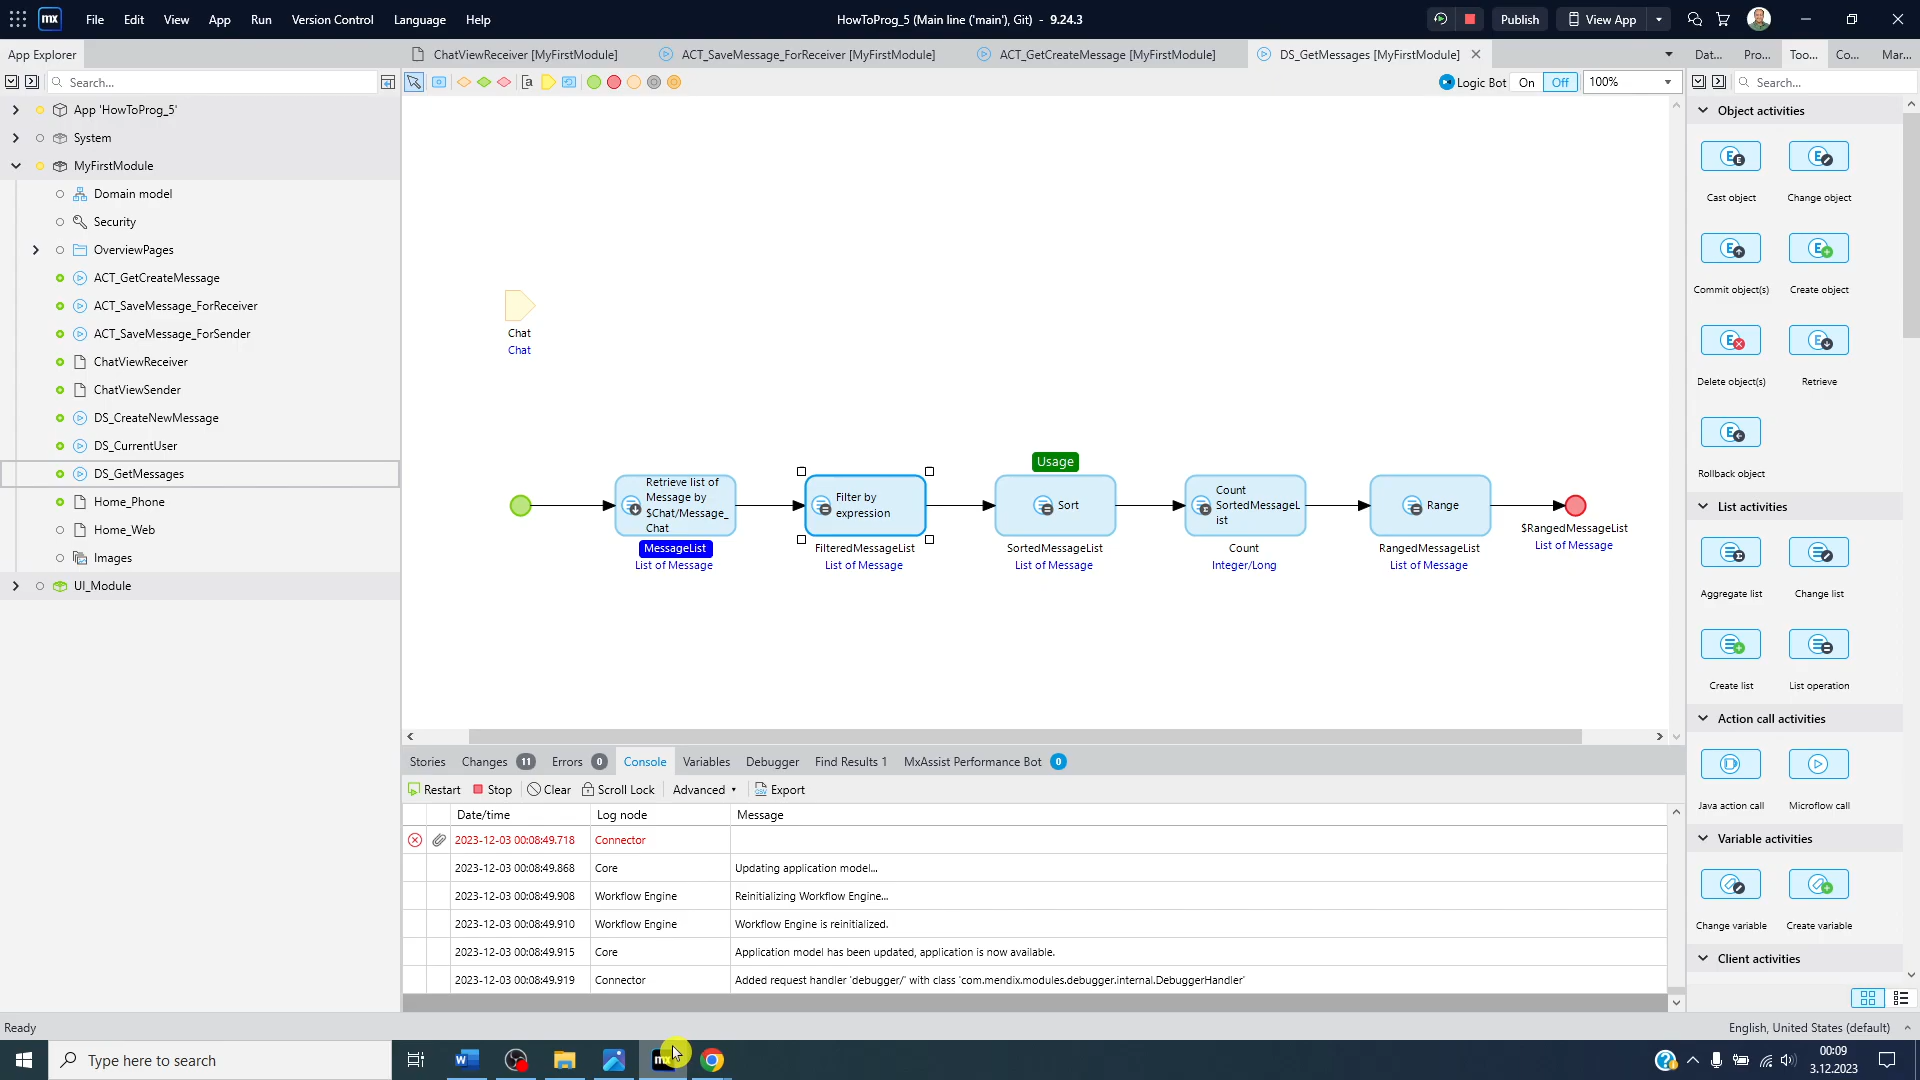 mx
File
Edit
View
App
Run
Version Control
Language
Help
HowToProg_5 (Main line ('main'), Git)   -   9.24.3
Publish
View App
App Explorer
ChatViewReceiver [MyFirstModule]
ACT_SaveMessage_ForReceiver [MyFirstModule]
ACT_GetCreateMessage [MyFirstModule]
DS_GetMessages [MyFirstModule]
Dat...
Pro...
Too...
Co...
Mar...
Search...
Logic Bot
On
Off
100%
Search...
App 'HowToProg_5'
System
MyFirstModule
Domain model
Security
OverviewPages
ACT_GetCreateMessage
ACT_SaveMessage_ForReceiver
ACT_SaveMessage_ForSender
ChatViewReceiver
ChatViewSender
DS_CreateNewMessage
DS_CurrentUser
DS_GetMessages
Home_Phone
Home_Web
Images
UI_Module
Chat
Chat
Retrieve list of
Message by
$Chat/Message_
Chat
MessageList
List of Message
Filter by
expression
FilteredMessageList
List of Message
Usage
Sort
SortedMessageList
List of Message
Count
SortedMessageL
ist
Count
Integer/Long
Range
RangedMessageList
List of Message
$RangedMessageList
List of Message
Object activities
Cast object
Change object
Commit object(s)
Create object
Delete object(s)
Retrieve
Rollback object
List activities
Aggregate list
Change list
Create list
List operation
Action call activities
Java action call
Microflow call
Variable activities
Change variable
Create variable
Client activities
Stories
Changes 11
Errors 0
Console
Variables
Debugger
Find Results 1
MxAssist Performance Bot 0
Restart
Stop
Clear
Scroll Lock
Advanced
Export
Date/time
Log node
Message
2023-12-03 00:08:49.718
Connector
2023-12-03 00:08:49.868
Core
Updating application model...
2023-12-03 00:08:49.908
Workflow Engine
Reinitializing Workflow Engine...
2023-12-03 00:08:49.910
Workflow Engine
Workflow Engine is reinitialized.
2023-12-03 00:08:49.915
Core
Application model has been updated, application is now available.
2023-12-03 00:08:49.919
Connector
Added request handler 'debugger/' with class 'com.mendix.modules.debugger.internal.DebuggerHandler'
Ready
English, United States (default)
Type here to search
mx
00:09
3.12.2023